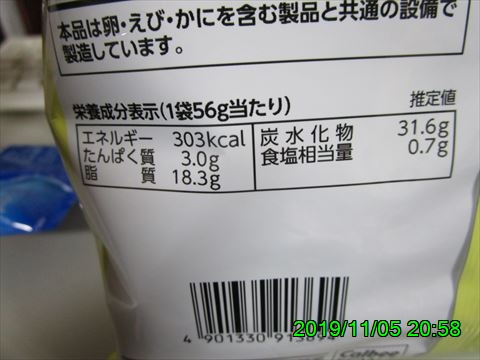 本品は卵・えび・かにを含む製品と共通の設備で
製造しています。
栄養成分表示(1袋56g当たり) 推定値
エネルギー 303kcal 炭水化物 31.6g
たんぱく質 3.0g 食塩相当量 0.7g
脂質 18.3g
4 901330 913894
2019/11/05 20:58
Calbee